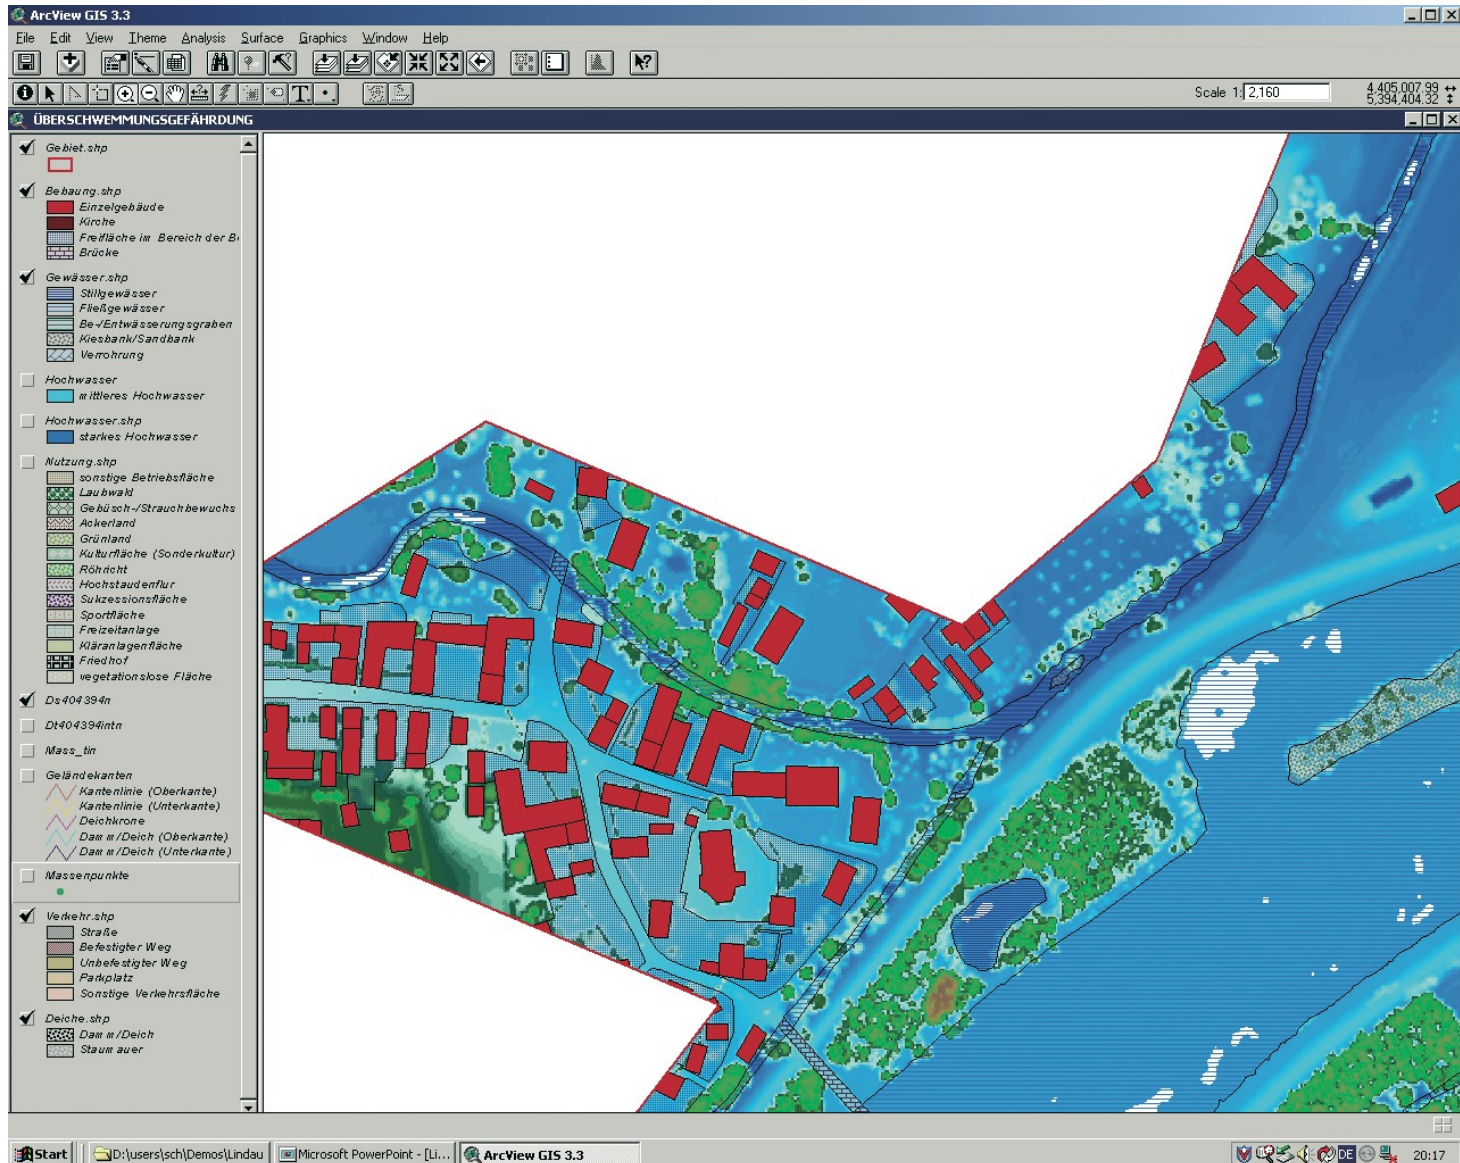 ArcView GIS 3.3
File Edit View Theme Analysis Surface Graphics Window Help
Scale 1: 2,160
4,405,007.99
5,394,404.32
ÜBERSCHWEMMUNGSGEFÄHRDUNG
Gebiet.shp
Bebaung.shp
Einzelgebäude
Kirche
Freifläche im Bereich der B
Brücke
Gewässer.shp
Stillgewässer
Fließgewässer
Be-/Entwässerungsgraben
Kiesbank/Sandbank
Verrohrung
Hochwasser
mittleres Hochwasser
Hochwasser.shp
starkes Hochwasser
Nutzung.shp
sonstige Betriebsfläche
Laubwald
Gebüsch-/Strauchbewuchs
Ackerland
Grünland
Kulturfläche (Sonderkultur)
Röhricht
Hochstaudenflur
Sukzessionsfläche
Sportfläche
Freizeitanlage
Kläranlagenfläche
Friedhof
vegetationslose Fläche
Ds404394n
Dt404394intn
Mass_tin
Geländekanten
Kantenlinie (Oberkante)
Kantenlinie (Unterkante)
Deichkrone
Damm/Deich (Oberkante)
Damm/Deich (Unterkante)
Massenpunkte
Verkehr.shp
Straße
Befestigter Weg
Unbefestigter Weg
Parkplatz
Sonstige Verkehrsfläche
Deiche.shp
Damm/Deich
Staumauer
Start D:\users\sch\Demos\Lindau Microsoft PowerPoint - [Li... ArcView GIS 3.3 DE 20:17